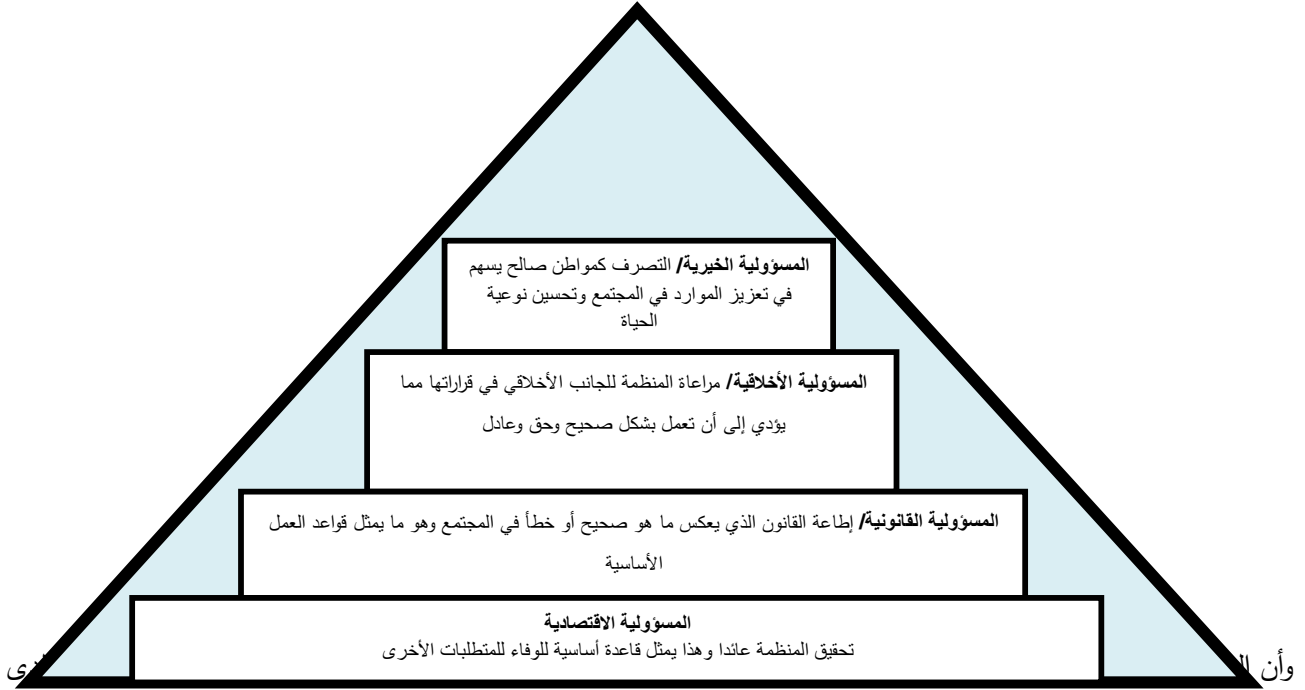 المسؤولية الخيرية/ التصرف كمواطن صالح يسهم
في تعزيز الموارد في المجتمع وتحسين نوعية
الحياة
المسؤولية الأخلاقية/ مراعاة المنظمة للجانب الأخلاقي في قراراتها مما
يؤدي إلى أن تعمل بشكل صحيح وحق وعادل
المسؤولية القانونية/ إطاعة القانون الذي يعكس ما هو صحيح أو خطأ في المجتمع وهو ما يمثل قواعد العمل
الأساسية
المسؤولية الاقتصادية
تحقيق المنظمة عائدا وهذا يمثل قاعدة أساسية للوفاء للمتطلبات الأخرى
وأن